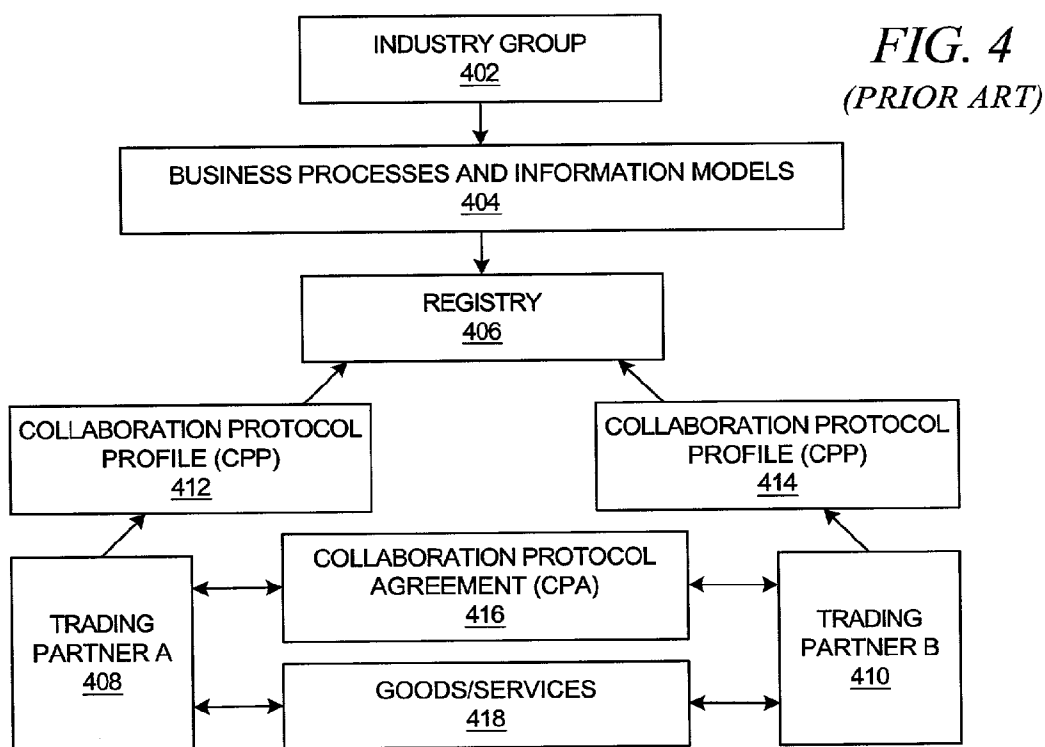 FIG. 4
(PRIOR ART)
INDUSTRY GROUP
402
BUSINESS PROCESSES AND INFORMATION MODELS
404
REGISTRY
406
COLLABORATION PROTOCOL
PROFILE (CPP)
412
COLLABORATION PROTOCOL
PROFILE (CPP)
414
TRADING
PARTNER A
408
COLLABORATION PROTOCOL
AGREEMENT (CPA)
416
TRADING
PARTNER B
410
GOODS/SERVICES
418